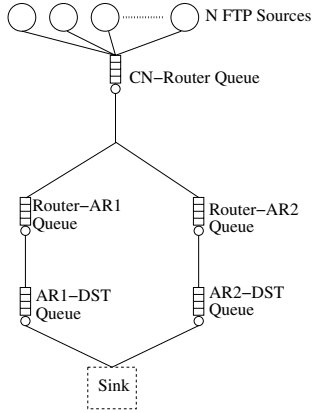 N FTP Sources
CN−Router Queue
Router−AR1
Queue
Router−AR2
Queue
AR1−DST
Queue
AR2−DST
Queue
Sink